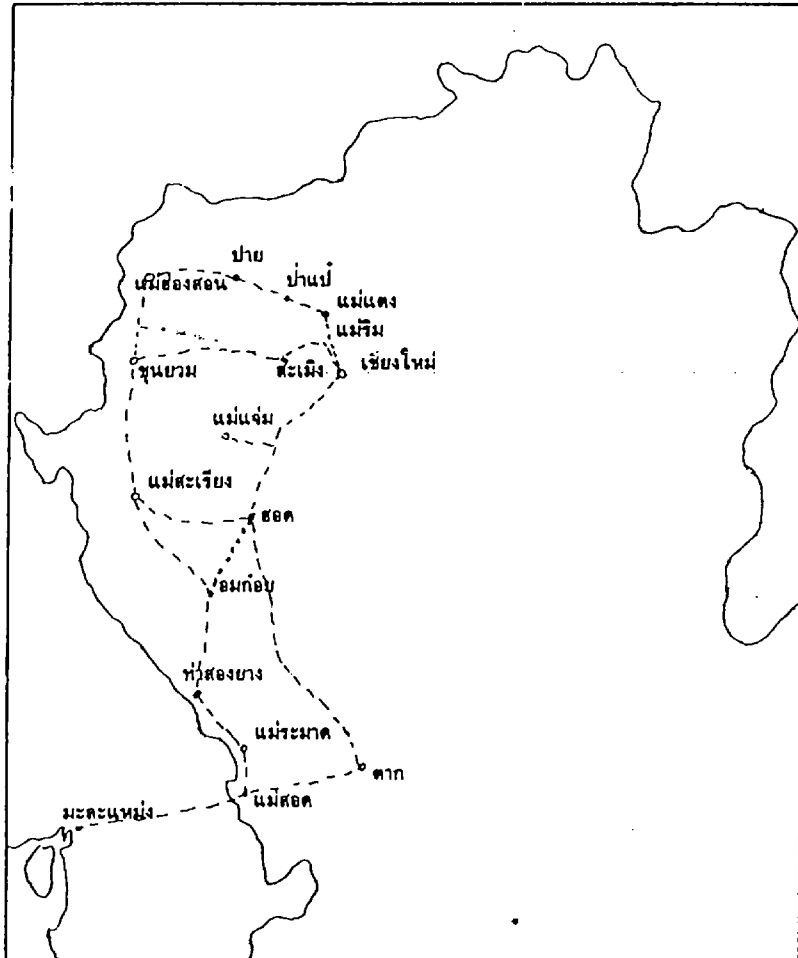 ปาย
ป่าแป๋
แม่ฮ่องสอน
แม่แตง
แม่ริม
ขุนยวม
สะเมิง
เชียงใหม่
แม่แจ่ม
แม่สะเรียง
ฮอด
อมก๋อย
ท่าสองยาง
แม่ระมาด
ตาก
แม่สอด
มะละแหม่ง